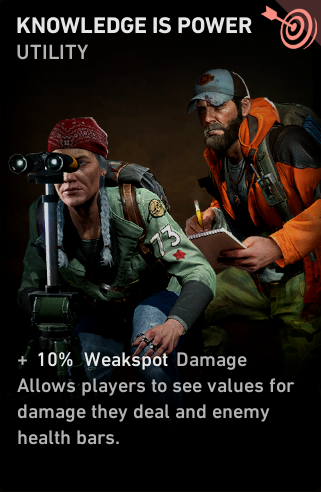 KNOWLEDGE IS POWER
UTILITY
73
+ 10% Weakspot Damage
Allows players to see values for
damage they deal and enemy
health bars.